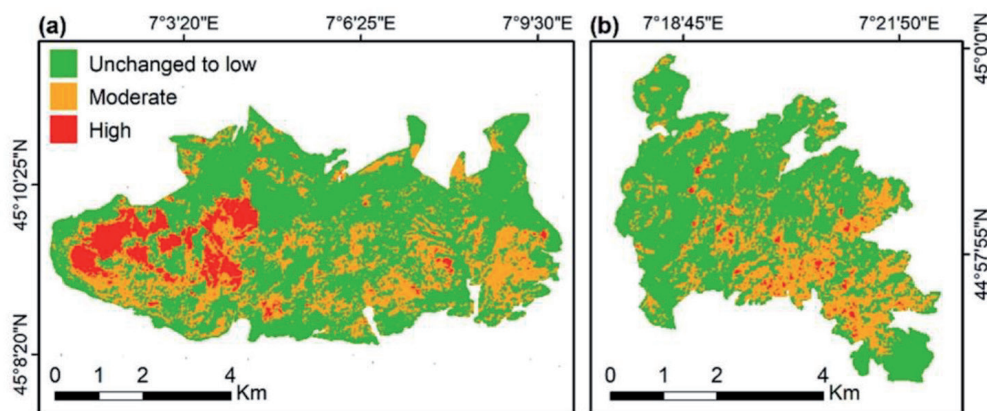 (a) 7°3'20"E 7°6'25"E 7°9'30"E
(b) 7°18'45"E 7°21'50"E
45°0'0"N
Unchanged to low
Moderate
High
45°10'25"N
44°57'55"N
45°8'20"N
0 1 2 4
Km
0 1 2 4
Km